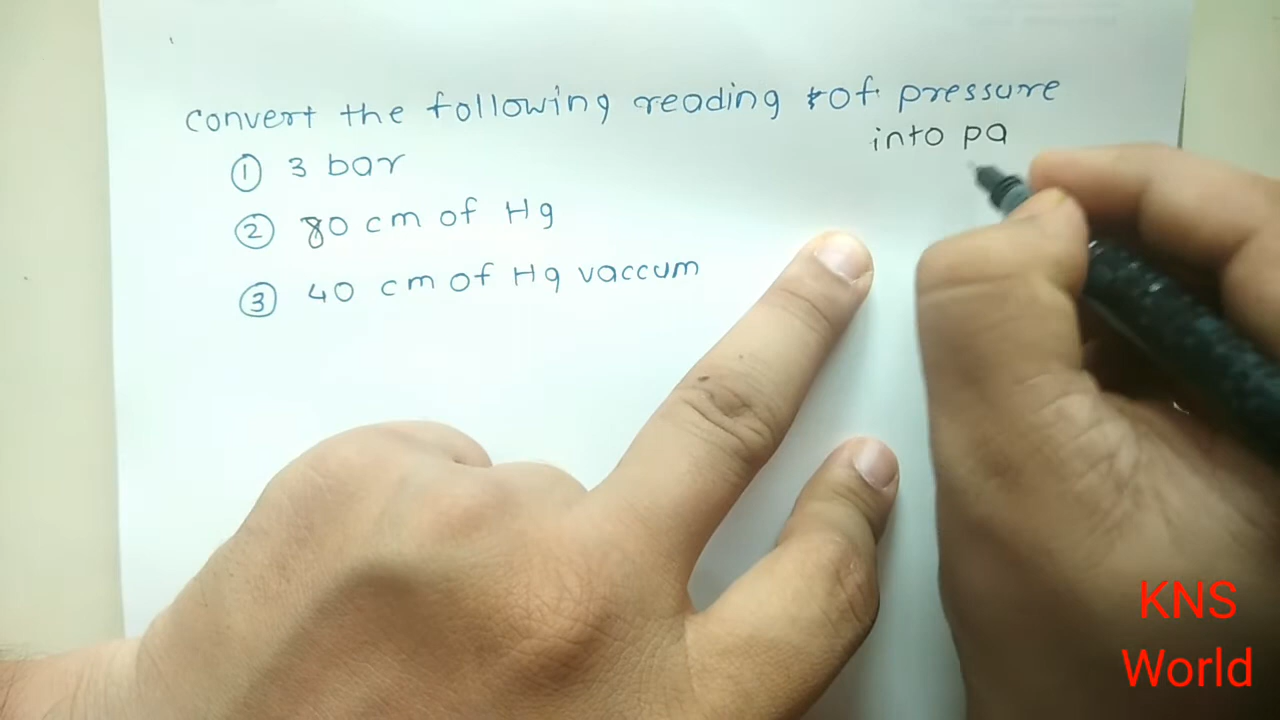 convert the following reading of pressure
into pa
① 3 bar
② 80 cm of Hg
③ 40 cm of Hg vaccum
KNS
World